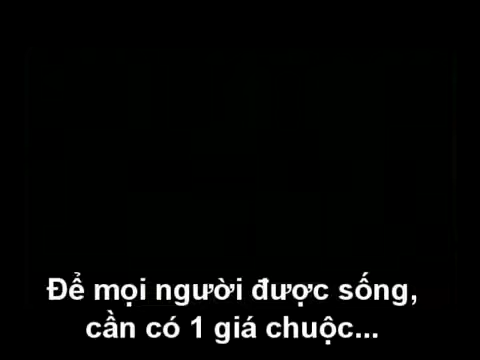 Để mọi người được sống,
cần có 1 giá chuộc...